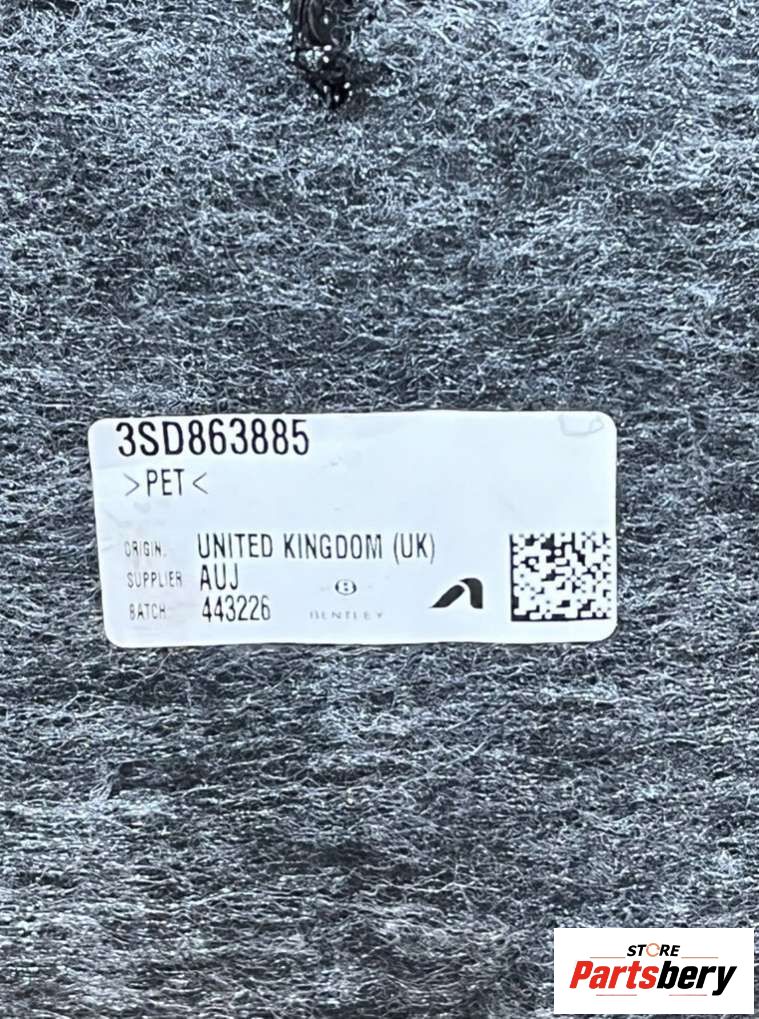 3SD863885
>PET<
ORIGIN: UNITED KINGDOM (UK)
SUPPLIER AUJ
BATCH: 443226
B
BENTLEY
STORE
Partsbery